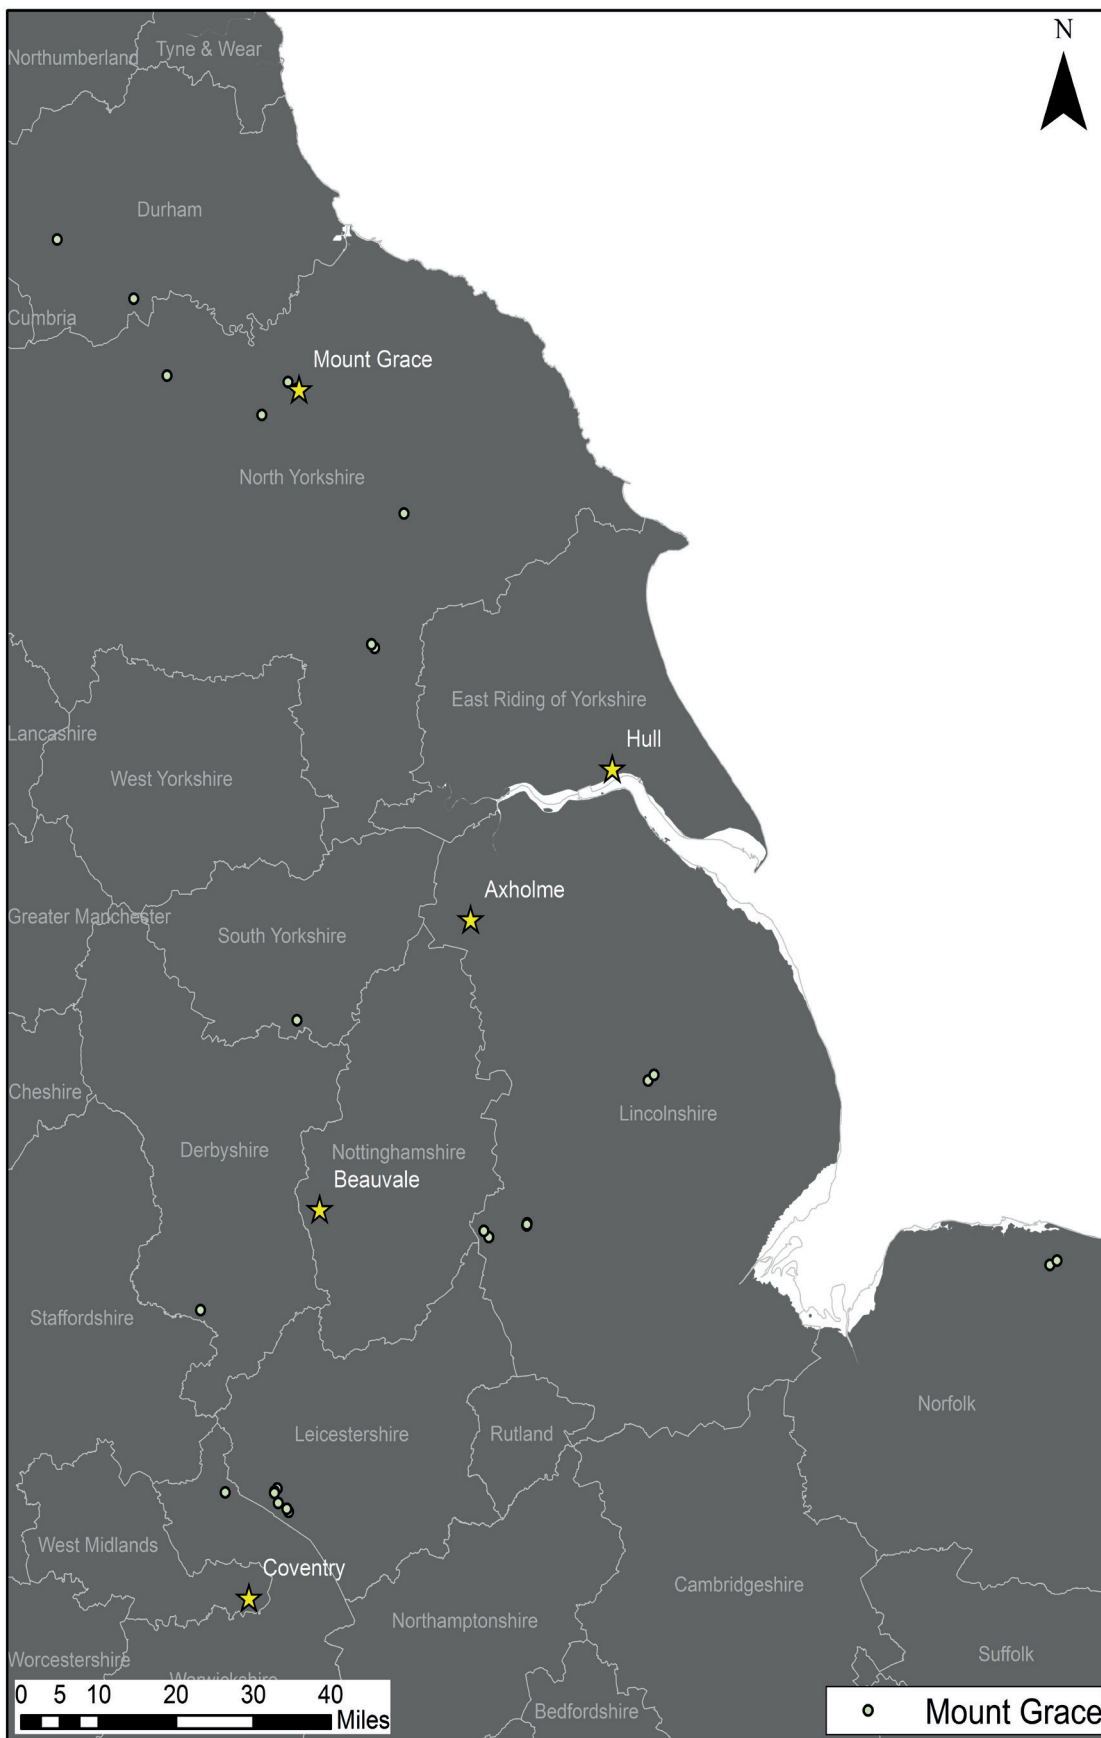 N
Tyne & Wear
Northumberland
Durham
Cumbria
Mount Grace
North Yorkshire
East Riding of Yorkshire
Lancashire
Hull
West Yorkshire
Axholme
Greater Manchester
South Yorkshire
Cheshire
Lincolnshire
Derbyshire
Nottinghamshire
Beauvale
Staffordshire
Norfolk
Leicestershire
Rutland
West Midlands
Coventry
Cambridgeshire
Northamptonshire
Worcestershire
Suffolk
Warwickshire
0 5 10 20 30 40
Miles
Bedfordshire
Mount Grace